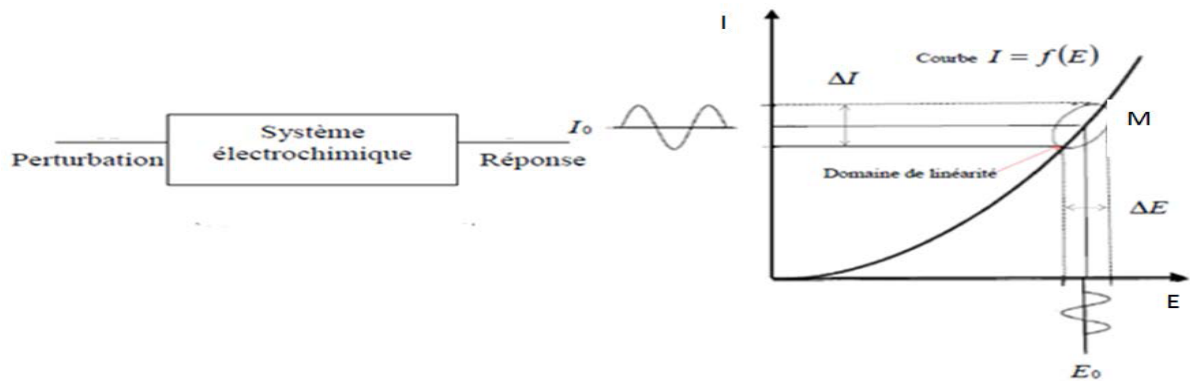 Perturbation
Système
électrochimique
Réponse
I₀
I
Courbe I = f(E)
ΔI
M
Domaine de linéarité
ΔE
E
E₀